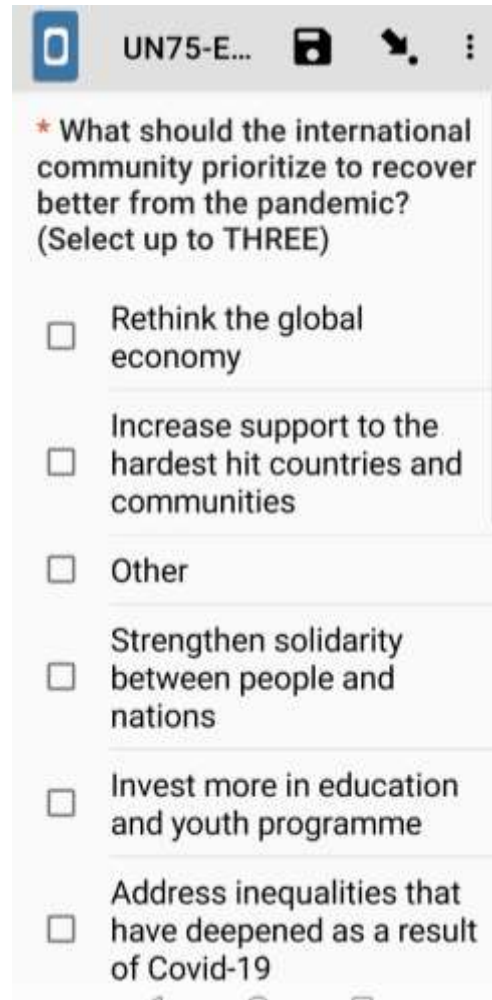 UN75-E...
* What should the international
community prioritize to recover
better from the pandemic?
(Select up to THREE)
Rethink the global
economy
Increase support to the
hardest hit countries and
communities
Other
Strengthen solidarity
between people and
nations
Invest more in education
and youth programme
Address inequalities that
have deepened as a result
of Covid-19